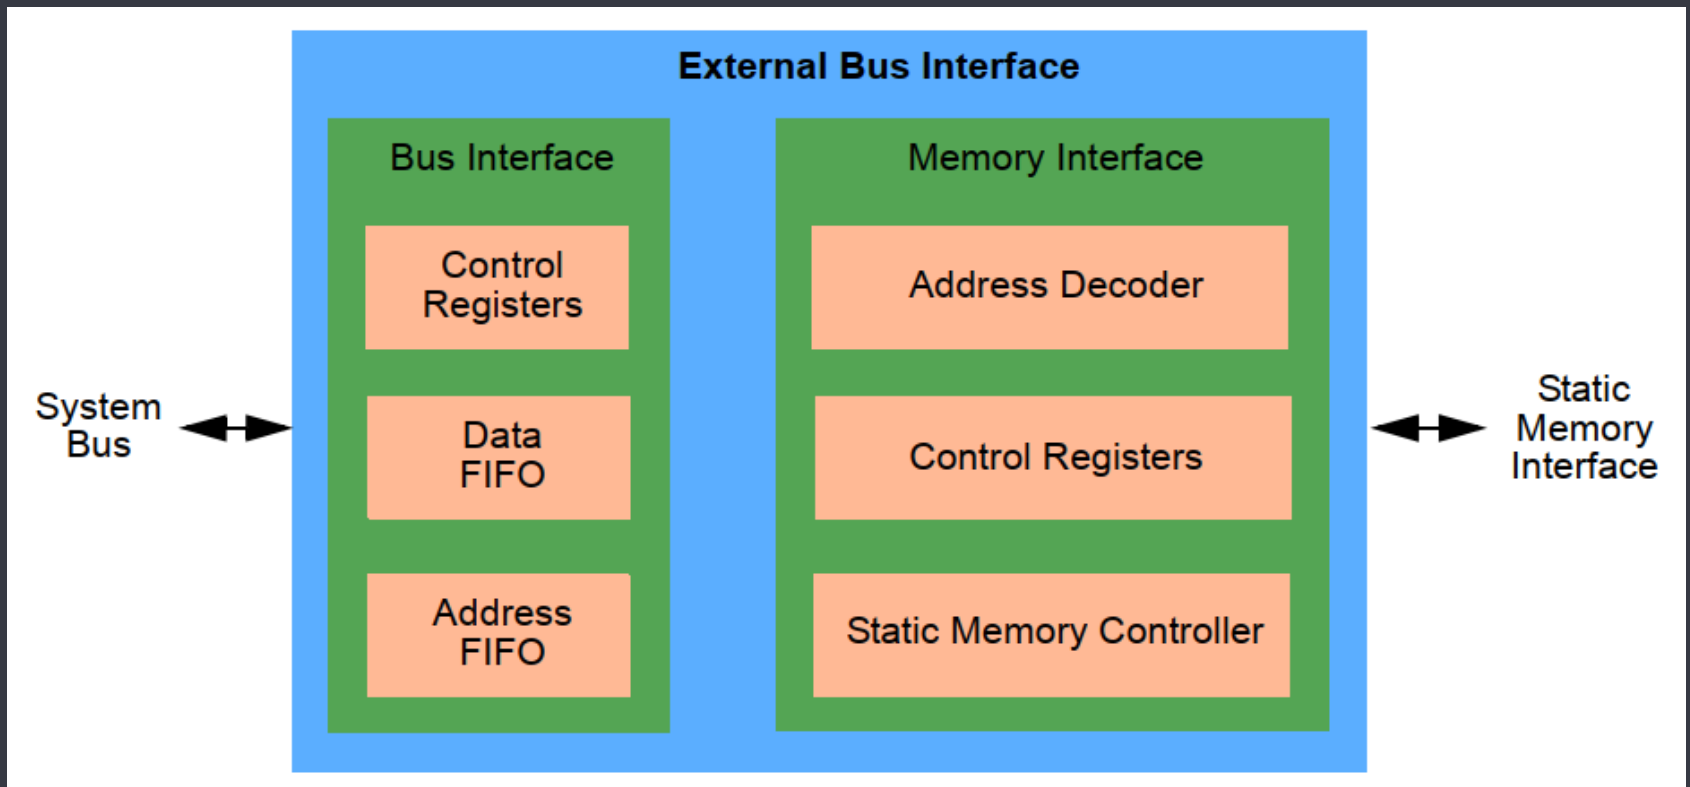 External Bus Interface
Bus Interface
Control
Registers
Data
FIFO
Address
FIFO
Memory Interface
Address Decoder
Control Registers
Static Memory Controller
System
Bus
Static
Memory
Interface